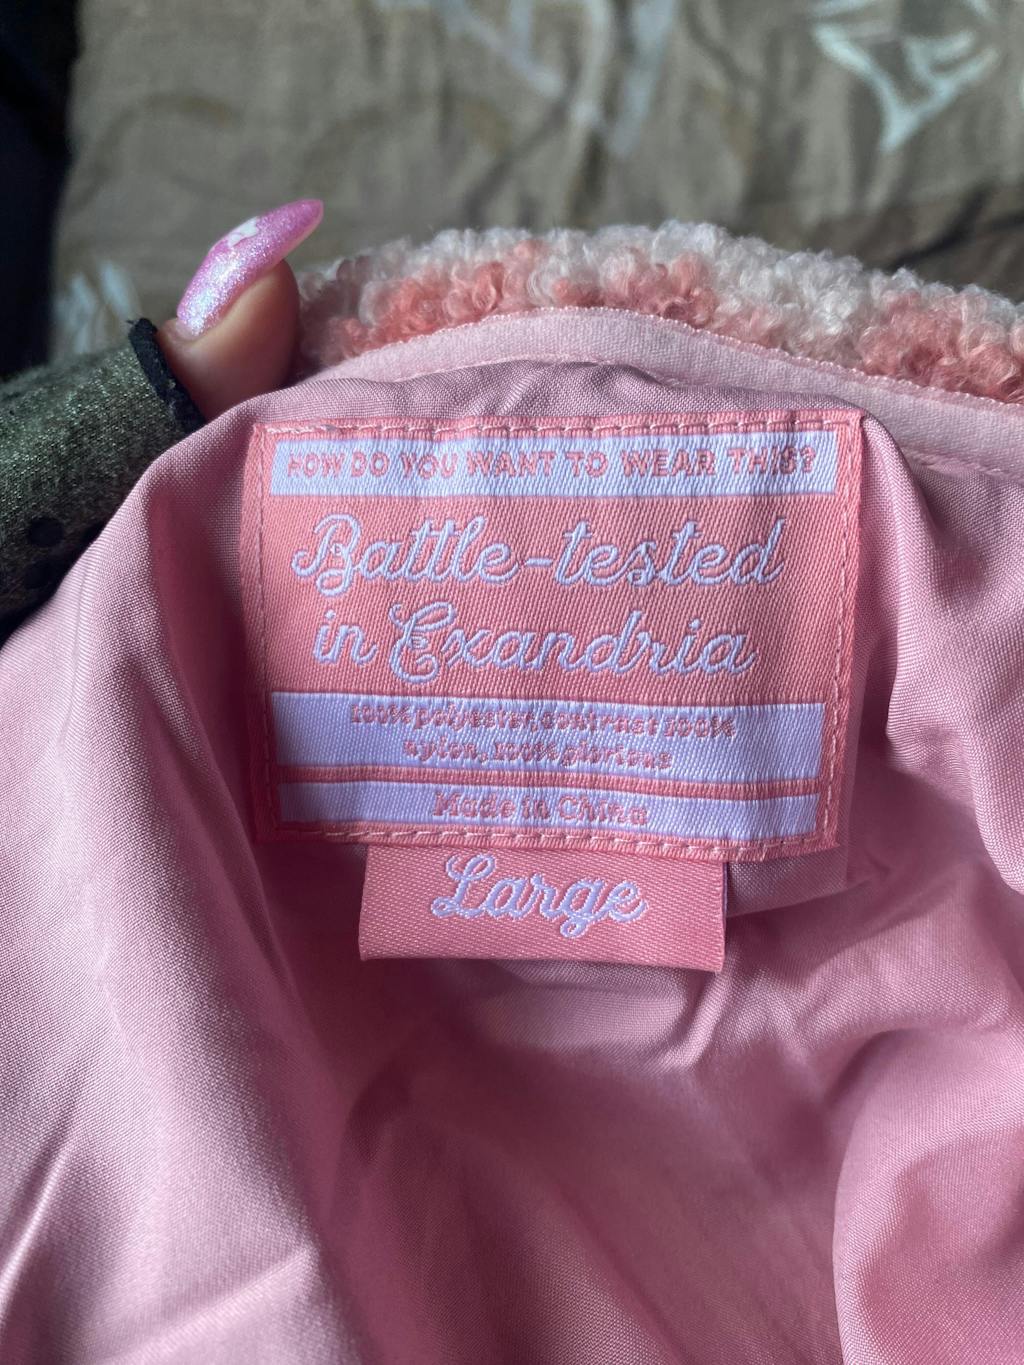 HOW DO YOU WANT TO WEAR THIS?
Battle-tested
in Exandria
100% polyester, contrast 100%
nylon, 100% glorious
Made in China
Large